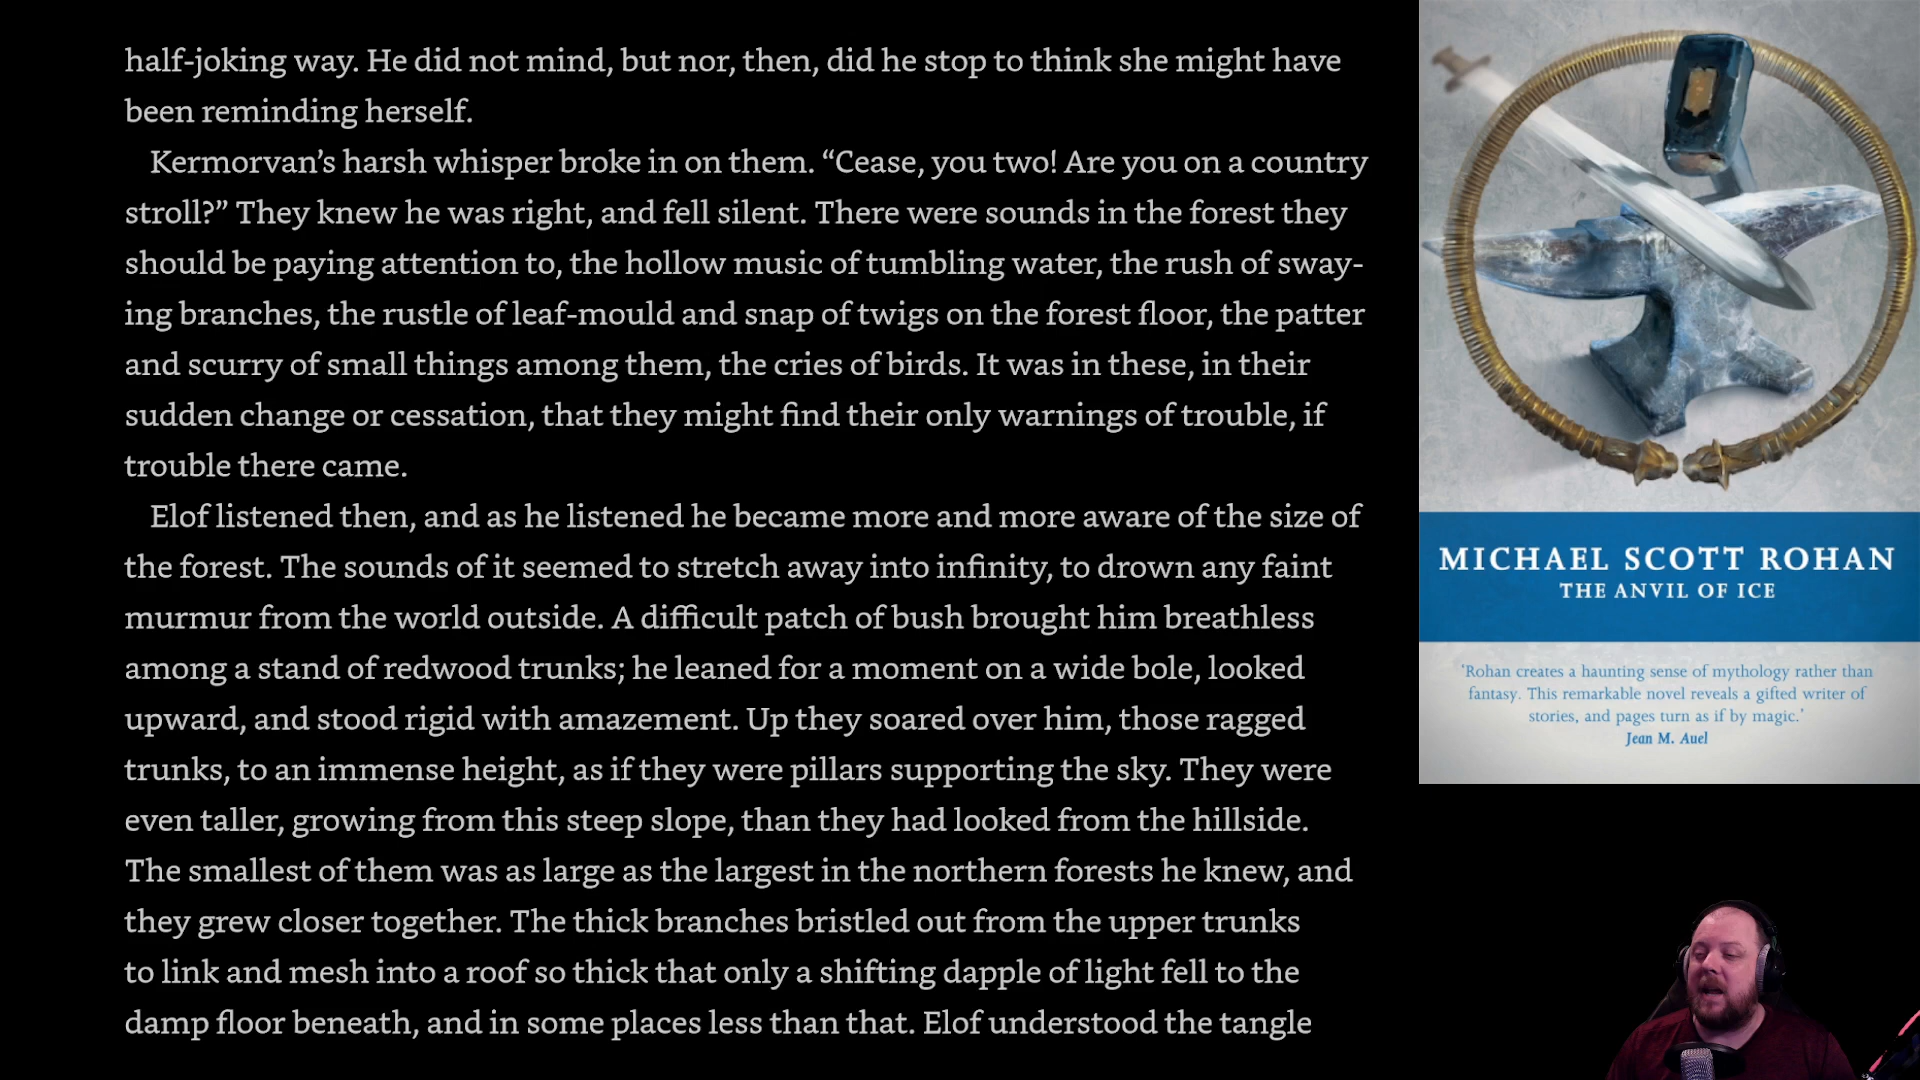 half-joking way. He did not mind, but nor, then, did he stop to think she might have
been reminding herself.
Kermorvan’s harsh whisper broke in on them. “Cease, you two! Are you on a country
stroll?” They knew he was right, and fell silent. There were sounds in the forest they
should be paying attention to, the hollow music of tumbling water, the rush of sway-
ing branches, the rustle of leaf-mould and snap of twigs on the forest floor, the patter
and scurry of small things among them, the cries of birds. It was in these, in their
sudden change or cessation, that they might find their only warnings of trouble, if
trouble there came.
Elof listened then, and as he listened he became more and more aware of the size of
the forest. The sounds of it seemed to stretch away into infinity, to drown any faint
murmur from the world outside. A difficult patch of bush brought him breathless
among a stand of redwood trunks; he leaned for a moment on a wide bole, looked
upward, and stood rigid with amazement. Up they soared over him, those ragged
trunks, to an immense height, as if they were pillars supporting the sky. They were
even taller, growing from this steep slope, than they had looked from the hillside.
The smallest of them was as large as the largest in the northern forests he knew, and
they grew closer together. The thick branches bristled out from the upper trunks
to link and mesh into a roof so thick that only a shifting dapple of light fell to the
damp floor beneath, and in some places less than that. Elof understood the tangle
MICHAEL SCOTT ROHAN
THE ANVIL OF ICE
‘Rohan creates a haunting sense of mythology rather than
fantasy. This remarkable novel reveals a gifted writer of
stories, and pages turn as if by magic.’
Jean M. Auel